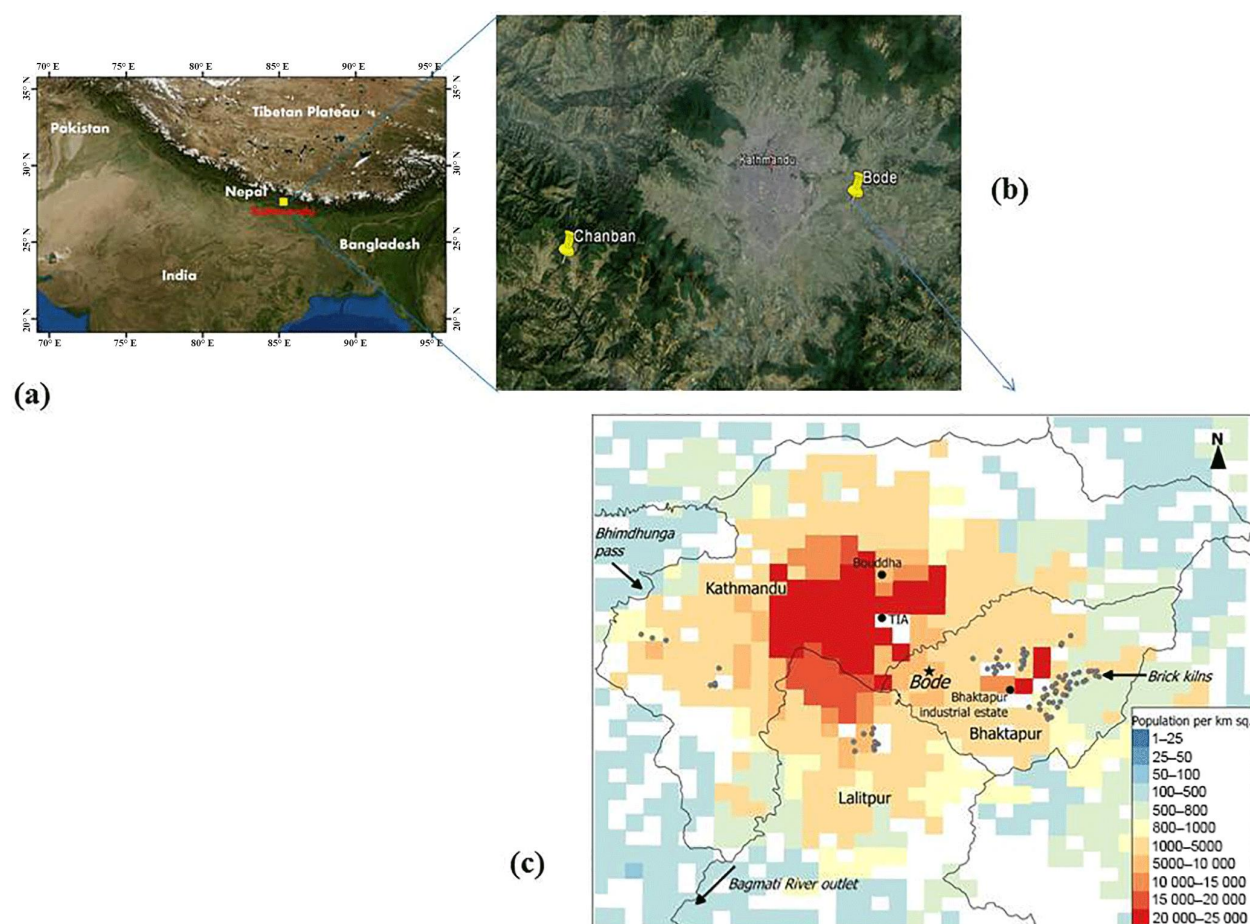 70° E 75° E 80° E 85° E 90° E 95° E
35° N
30° N
25° N
20° N
35° N
30° N
25° N
20° N
Tibetan Plateau
Pakistan
Nepal
Bangladesh
India
70° E 75° E 80° E 85° E 90° E 95° E
(a)
Kathmandu
Bode
Chanban
(b)
N
Bhimdhunga
pass
Bouddha
Kathmandu
TIA
Bode
Brick kilns
Bhaktapur
industrial estate
Bhaktapur
Lalitpur
Bagmati River outlet
Population per km sq.
1–25
25–50
50–100
100–500
500–800
800–1000
1000–5000
5000–10 000
10 000–15 000
15 000–20 000
20 000–25 000
(c)